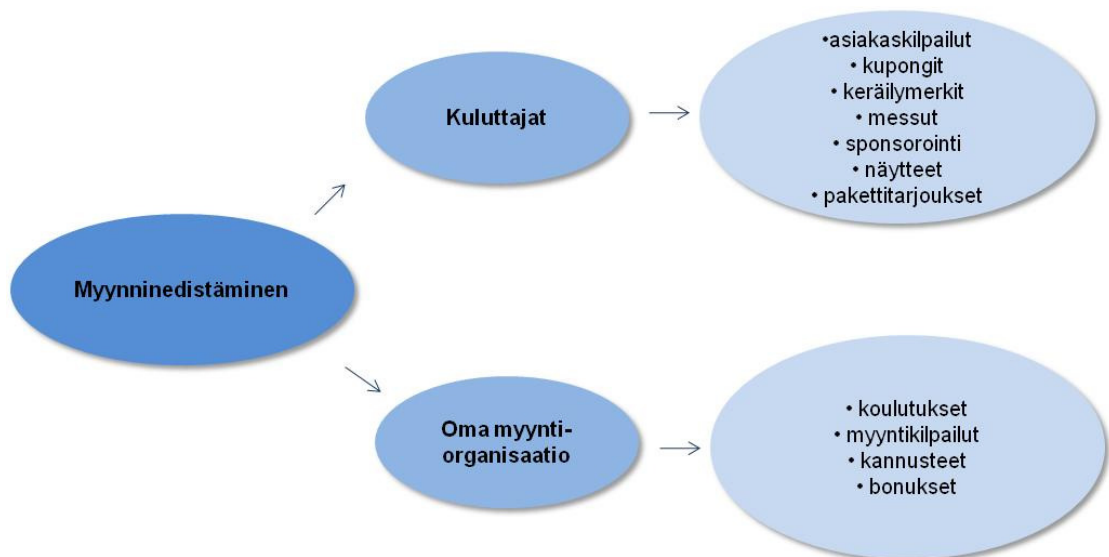 Myynninedistäminen
Kuluttajat
•asiakaskilpailut
• kupongit
• keräilymerkit
• messut
• sponsorointi
• näytteet
• pakettitarjoukset
Oma myynti-
organisaatio
• koulutukset
• myyntikilpailut
• kannusteet
• bonukset